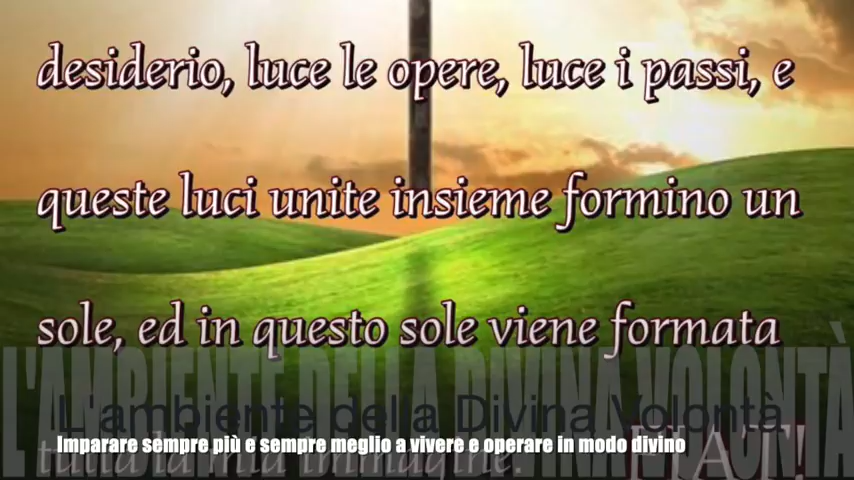 desiderio, luce le opere, luce i passi, e
queste luci unite insieme formino un
sole, ed in questo sole viene formata
L'AMBIENTE DELLA DIVINA VOLONTÀ
L'ambiente della Divina Volontà
Imparare sempre più e sempre meglio a vivere e operare in modo divino
tutta la mia immagine.
FIAT!